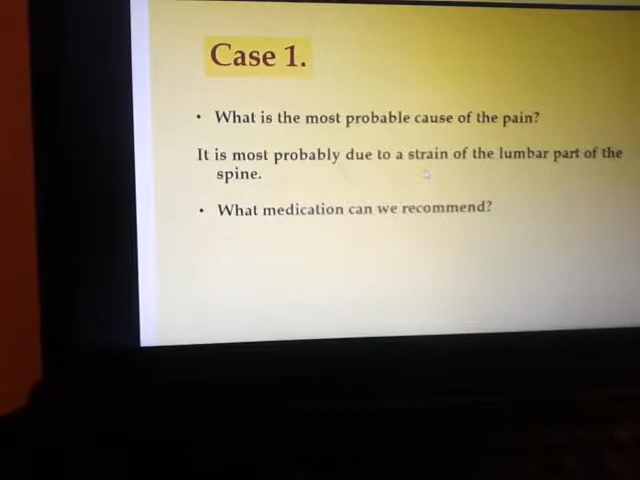 Case 1.
• What is the most probable cause of the pain?
It is most probably due to a strain of the lumbar part of the
spine.
• What medication can we recommend?